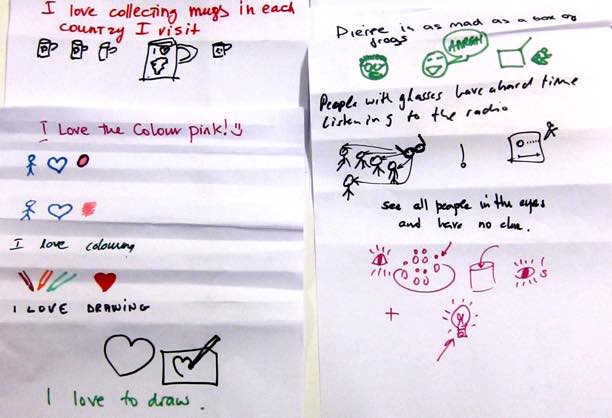 I love collecting mugs in each
country I visit
I Love the Colour pink!
I love colouring
I LOVE DRAWING
I love to draw.
Pierre is as mad as a box of
frogs
AARGH
People with glasses have a hard time
listening to the radio
!
see all people in the eyes
and have no clue.
+